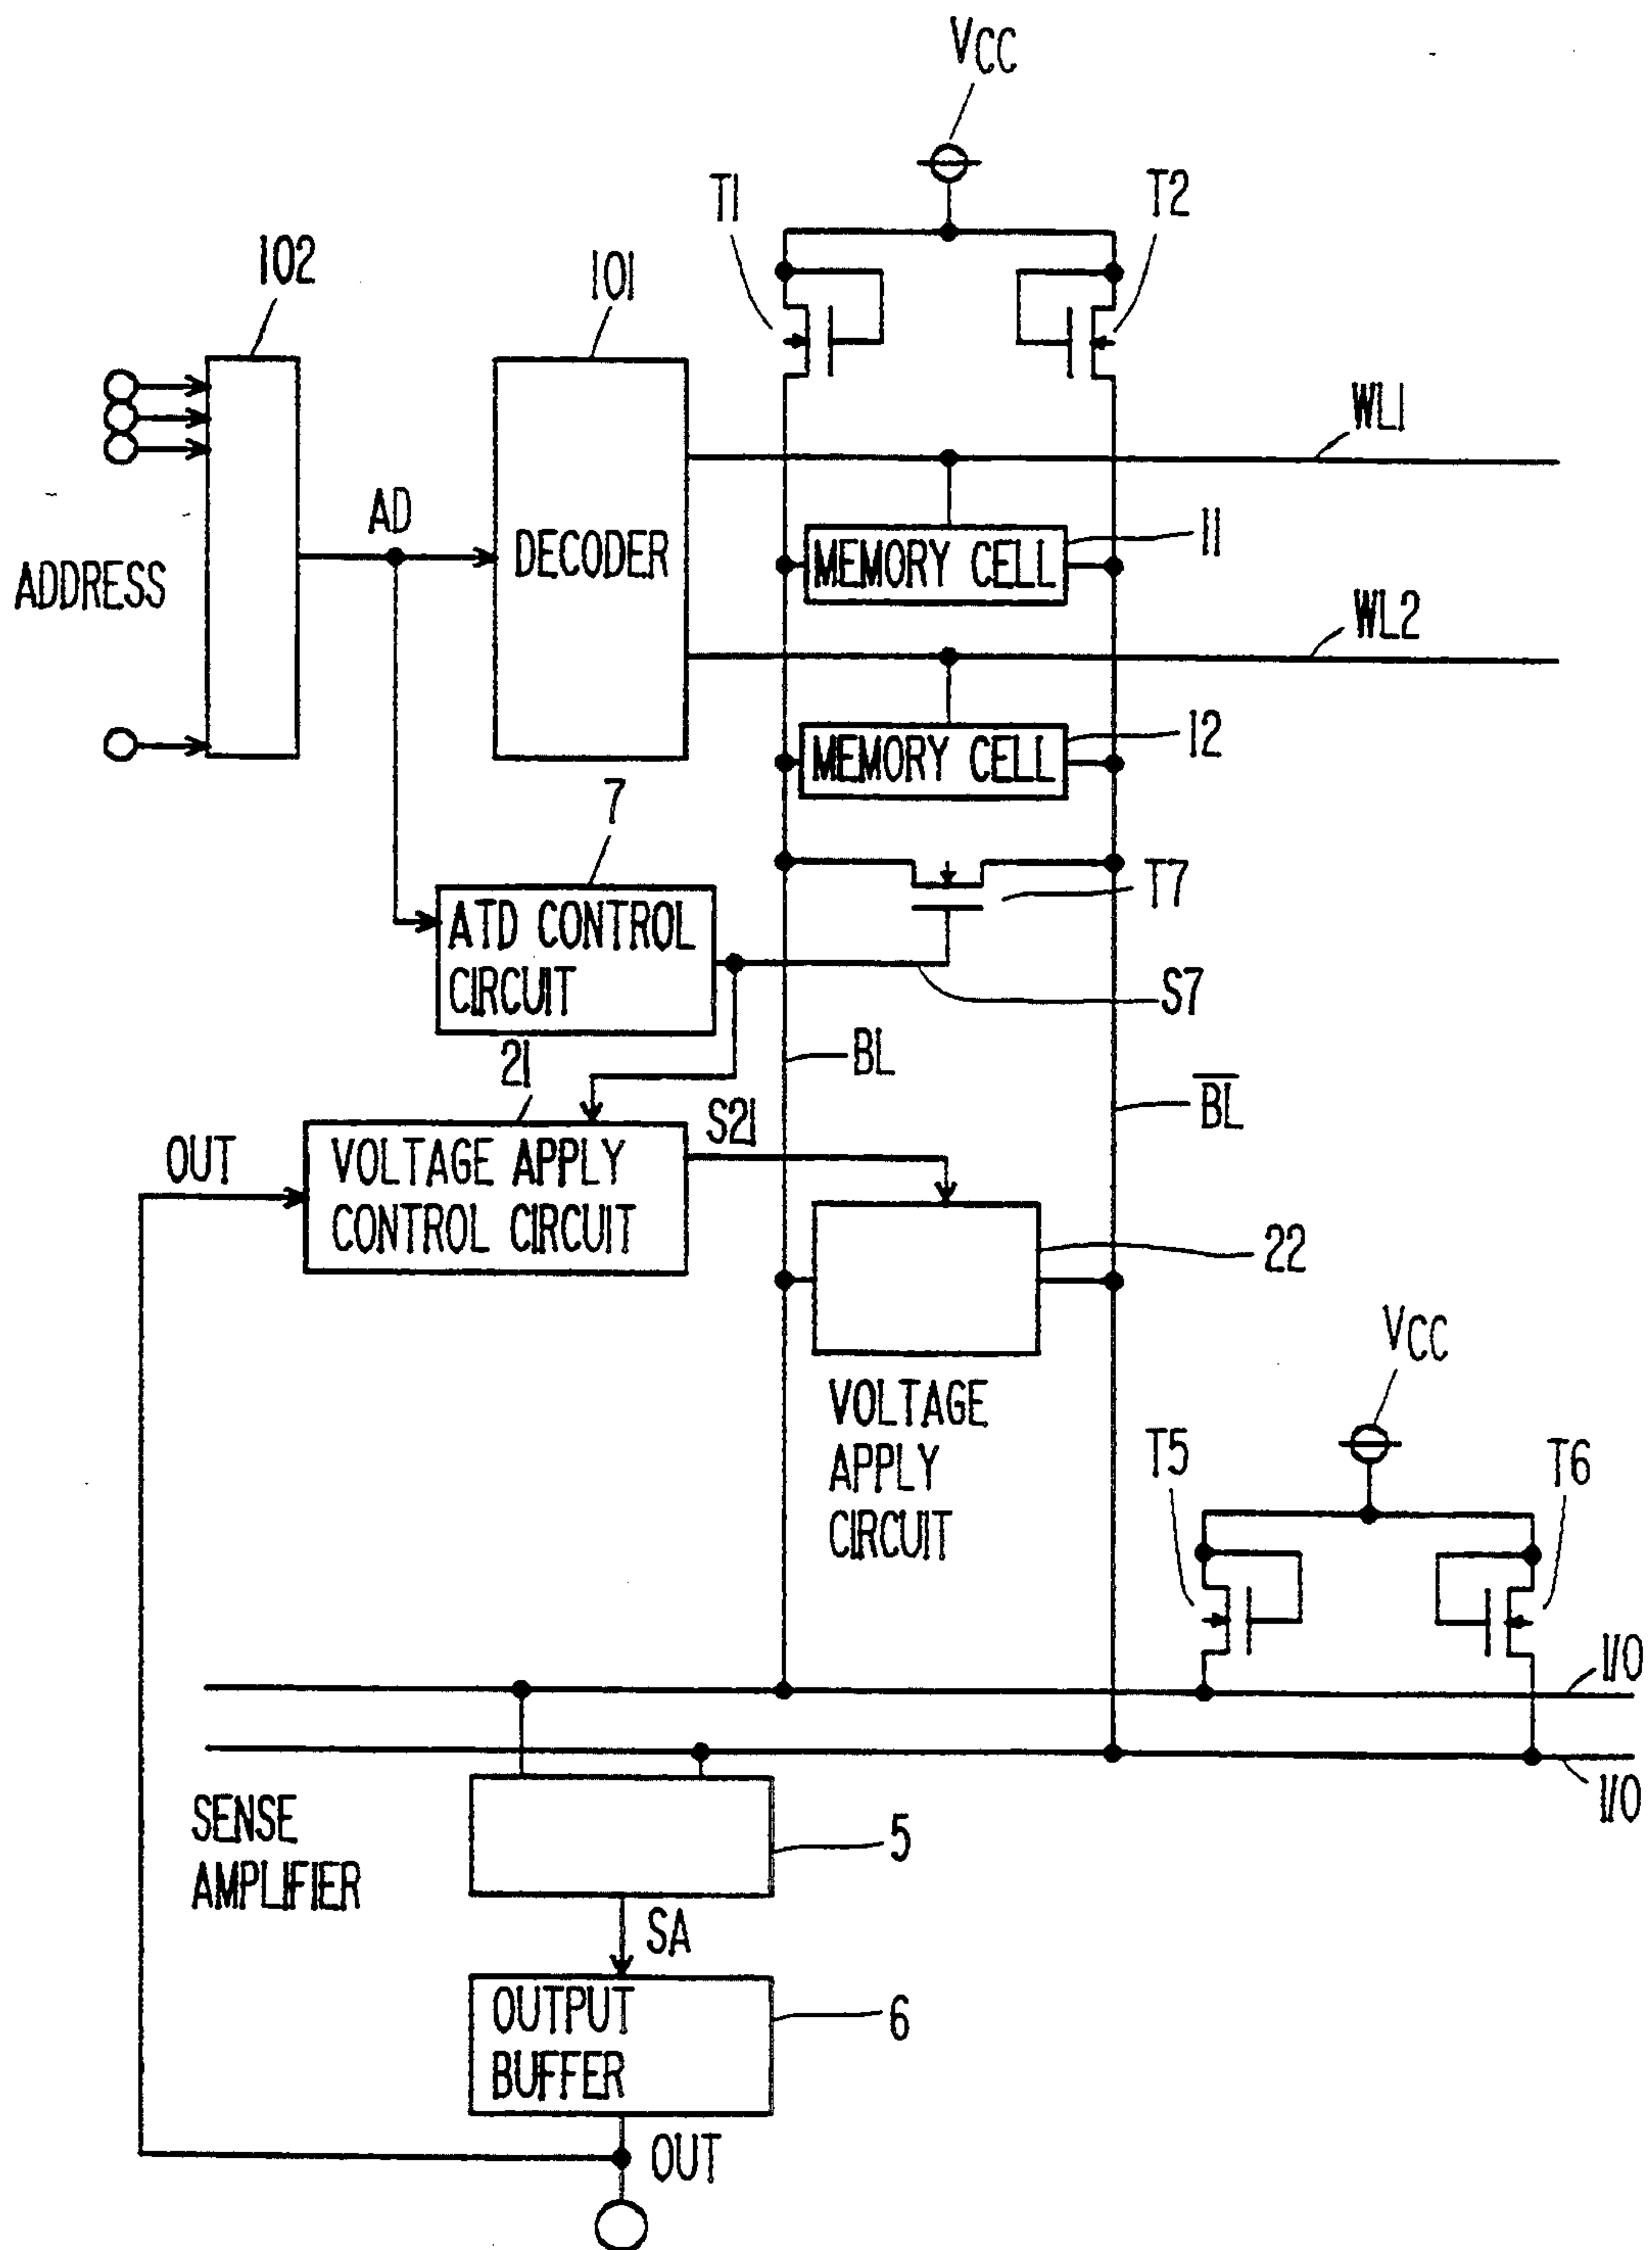 VCC
T1
T2
102
101
WL1
AD
ADDRESS
DECODER
MEMORY CELL
11
WL2
MEMORY CELL
12
7
T7
ATD CONTROL
CIRCUIT
S7
21
BL
B̅L̅
S21
OUT
VOLTAGE APPLY
CONTROL CIRCUIT
22
VCC
VOLTAGE
APPLY
CIRCUIT
T5
T6
I/O
I/O
SENSE
AMPLIFIER
5
SA
OUTPUT
BUFFER
6
OUT